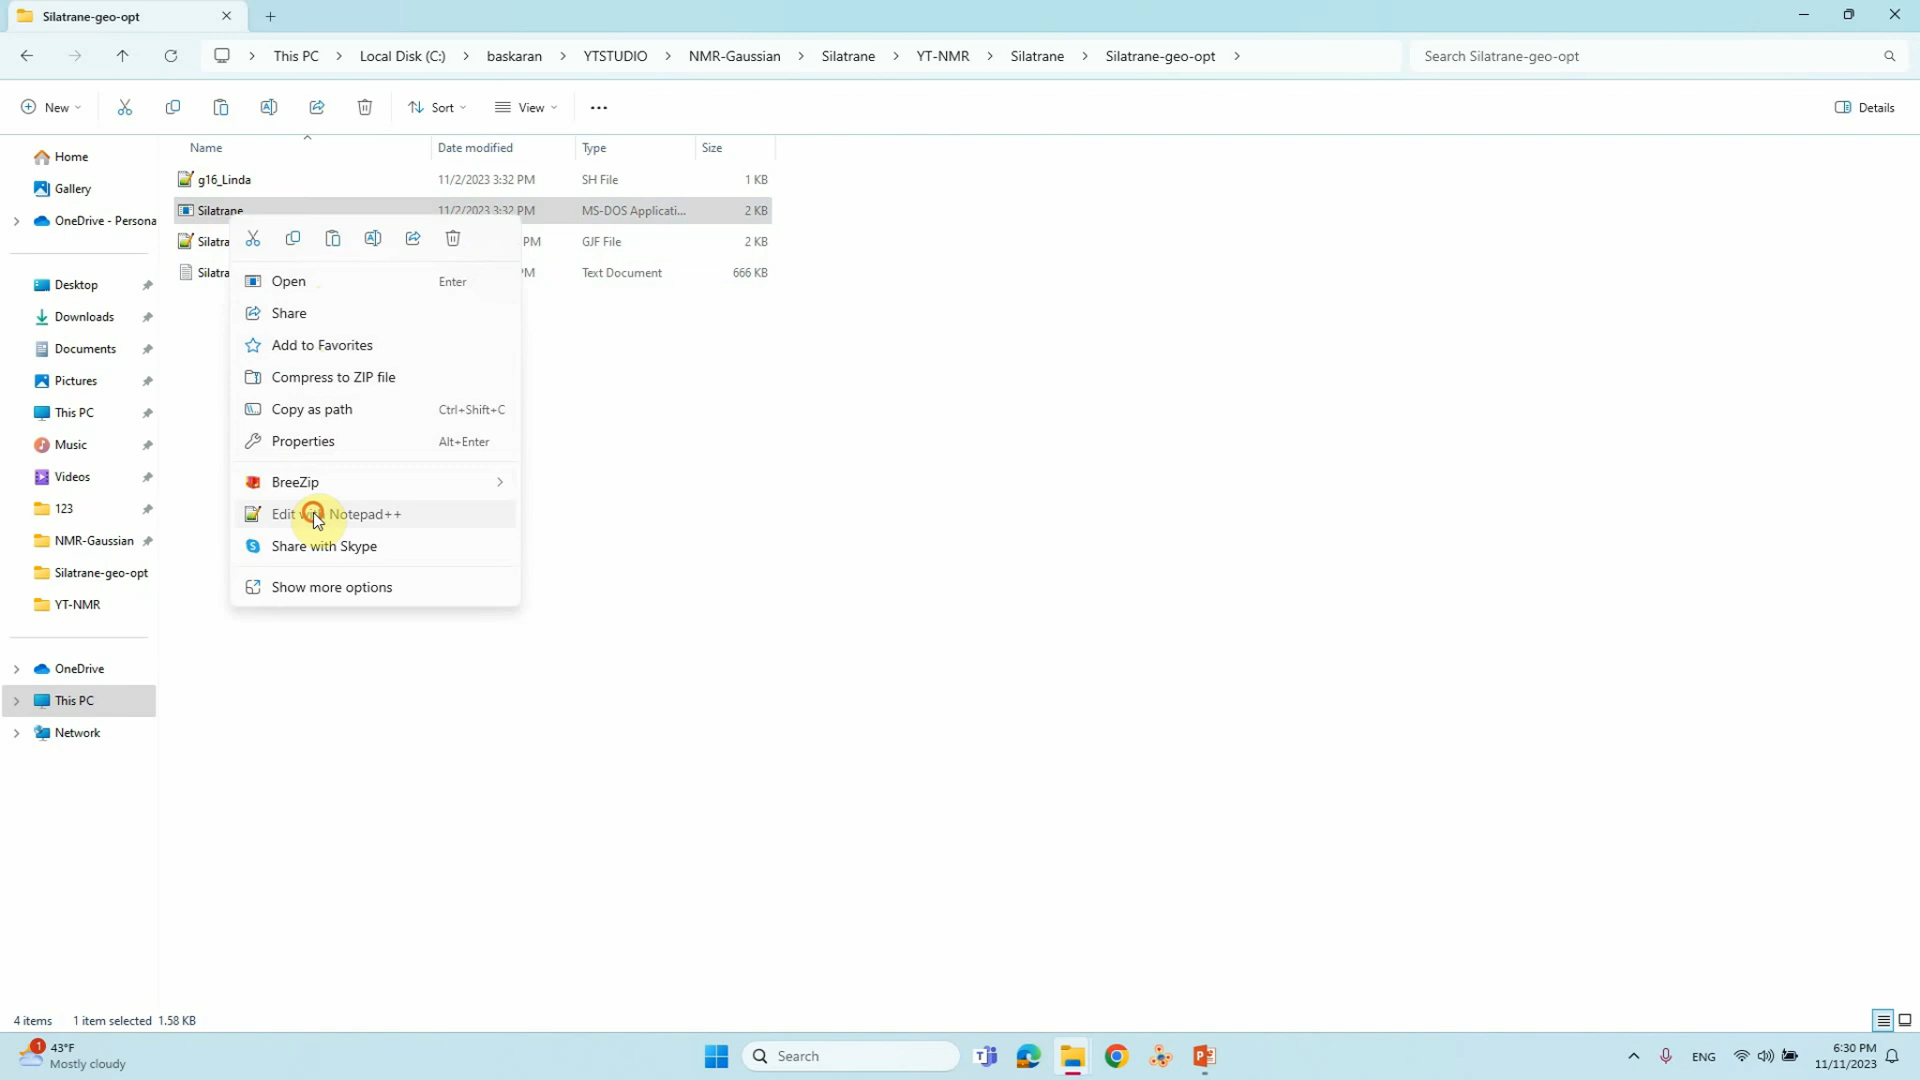 Silatrane-geo-opt
This PC
Local Disk (C:)
baskaran
YTSTUDIO
NMR-Gaussian
Silatrane
YT-NMR
Silatrane
Silatrane-geo-opt
Search Silatrane-geo-opt
New
Sort
View
Details
Name
Date modified
Type
Size
g16_Linda
11/2/2023 3:32 PM
SH File
1 KB
Silatrane
11/2/2023 3:32 PM
MS-DOS Applicati...
2 KB
Silatra
PM
GJF File
2 KB
Silatra
PM
Text Document
666 KB
Home
Gallery
OneDrive - Persona
Desktop
Downloads
Documents
Pictures
This PC
Music
Videos
123
NMR-Gaussian
Silatrane-geo-opt
YT-NMR
OneDrive
This PC
Network
Open Enter
Share
Add to Favorites
Compress to ZIP file
Copy as path Ctrl+Shift+C
Properties Alt+Enter
BreeZip
Edit with Notepad++
Share with Skype
Show more options
4 items 1 item selected 1.58 KB
1
43°F
Mostly cloudy
Search
ENG
6:30 PM
11/11/2023